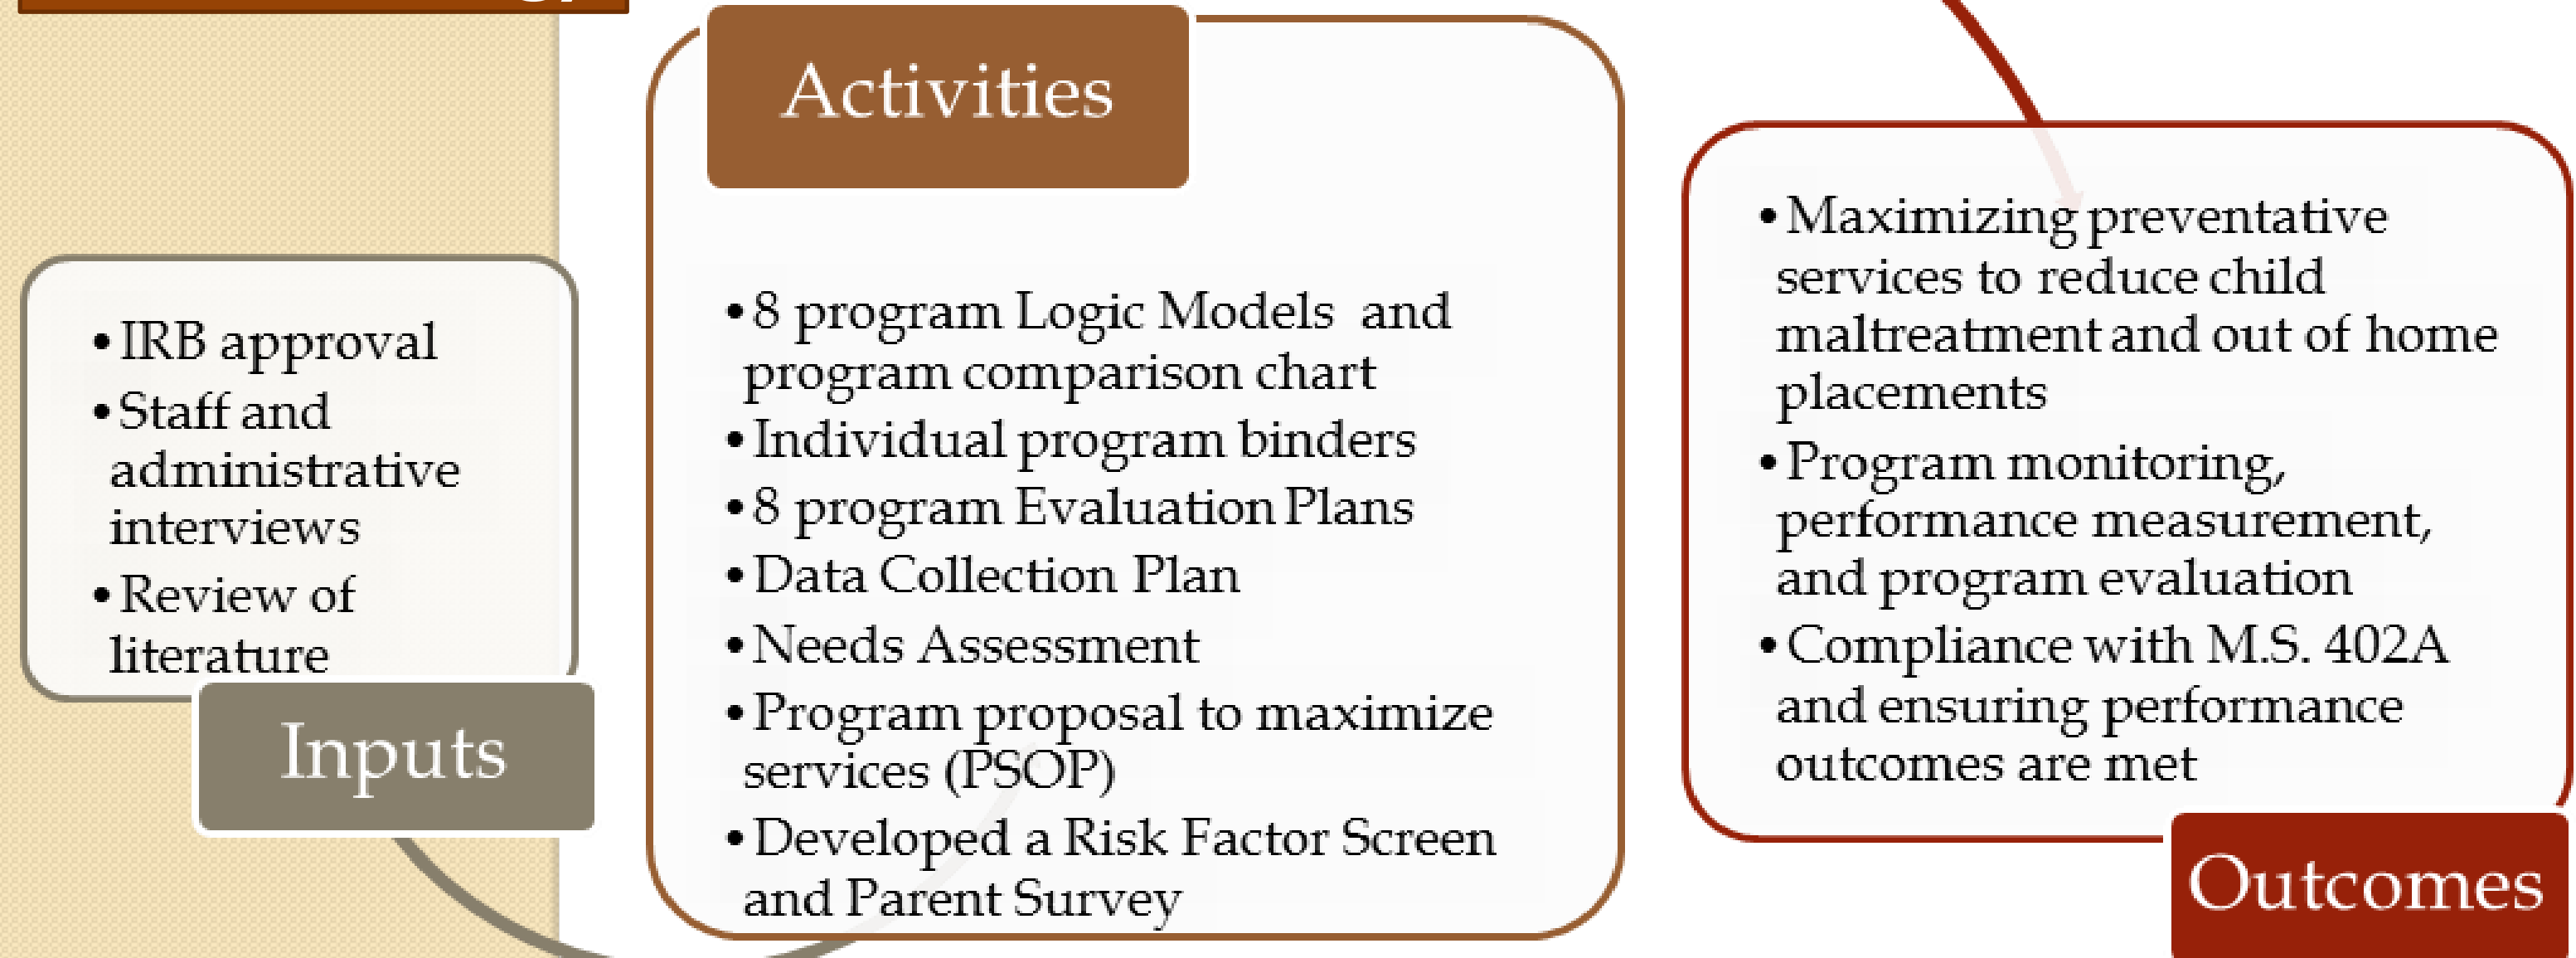 Inputs
•IRB approval
•Staff and
administrative
interviews
•Review of
literature
Activities
•8 program Logic Models and
program comparison chart
•Individual program binders
•8 program Evaluation Plans
•Data Collection Plan
•Needs Assessment
•Program proposal to maximize
services (PSOP)
•Developed a Risk Factor Screen
and Parent Survey
•Maximizing preventative
services to reduce child
maltreatment and out of home
placements
•Program monitoring,
performance measurement,
and program evaluation
•Compliance with M.S. 402A
and ensuring performance
outcomes are met
Outcomes